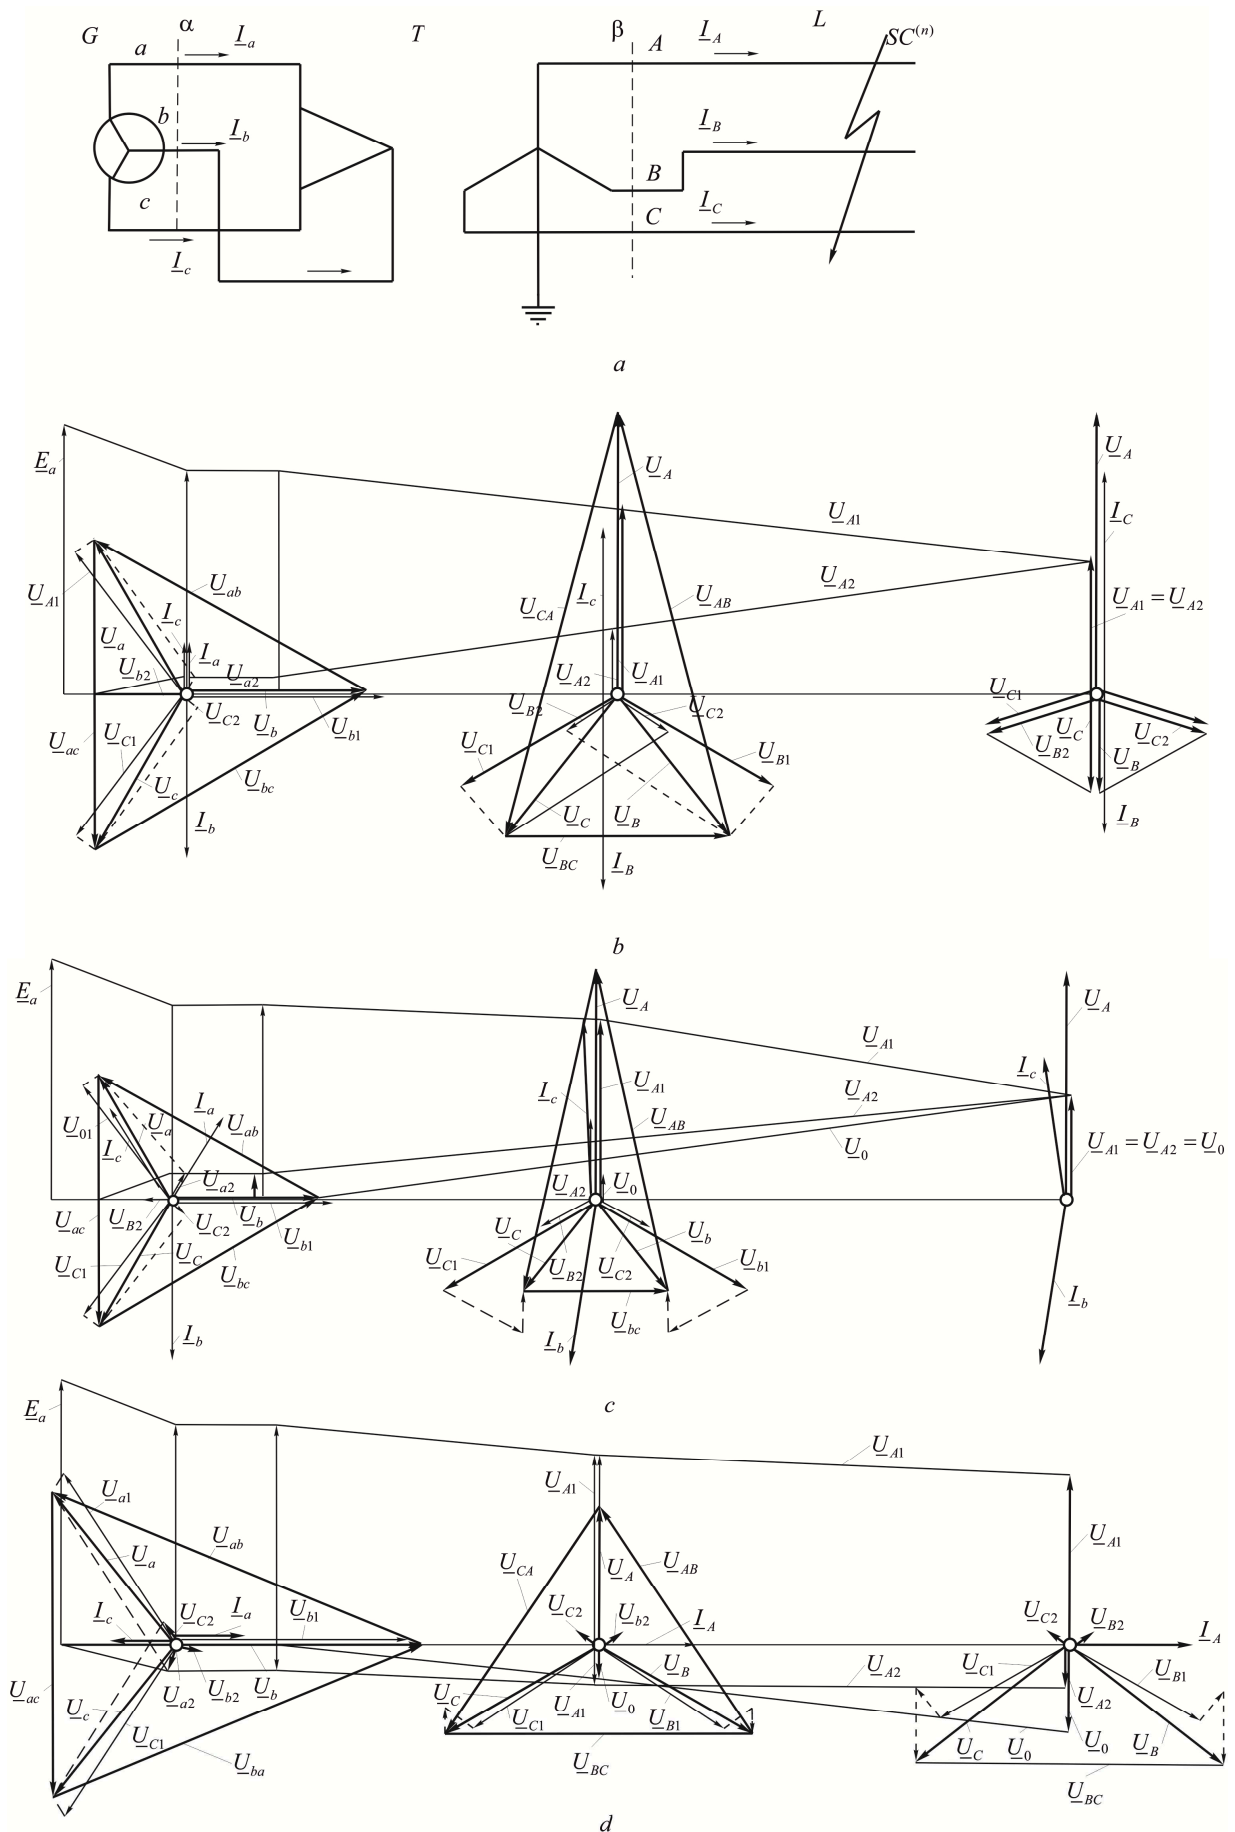 G α I_a T β A I_A L SC^(n)
a
b I_b I_B
c B
C I_C
I_c
a
E_a U_A U_A
U_A1 I_C
U_A1 U_ab U_CA I_c U_AB U_A2 U_A1 = U_A2
I_c
U_a I_a
U_b2 U_a2 U_A2 U_A1
U_C2 U_B2 U_C2 U_C1
U_ac U_C1 U_b U_b1 U_C1 U_B1 U_B2 U_C U_B U_C2
U_c U_bc
I_b U_C U_B I_B
U_BC I_B
b
E_a U_A U_A
U_A1
I_c
U_01 U_a I_a U_ab I_c U_A1 U_A2
I_c U_AB U_0 U_A1 = U_A2 = U_0
U_a2 U_A2 U_0
U_ac U_B2 U_C2 U_b U_b1 U_C U_b
U_C1 U_C U_bc U_C1 U_B2 U_C2 U_b1
I_b I_b U_bc I_b
c
E_a
U_A1 U_A1
U_a1
U_ab U_A1
U_a U_CA U_A U_AB
I_c U_C2 I_a U_b1 U_C2 U_b2 I_A U_C2 U_B2 I_A
U_ac U_a2 U_b2 U_b U_C U_A1 U_0 U_B U_A2 U_C1 U_A2 U_B1
U_c U_C1 U_C1 U_B1 U_C U_0 U_0 U_B
U_ba U_BC U_BC
d